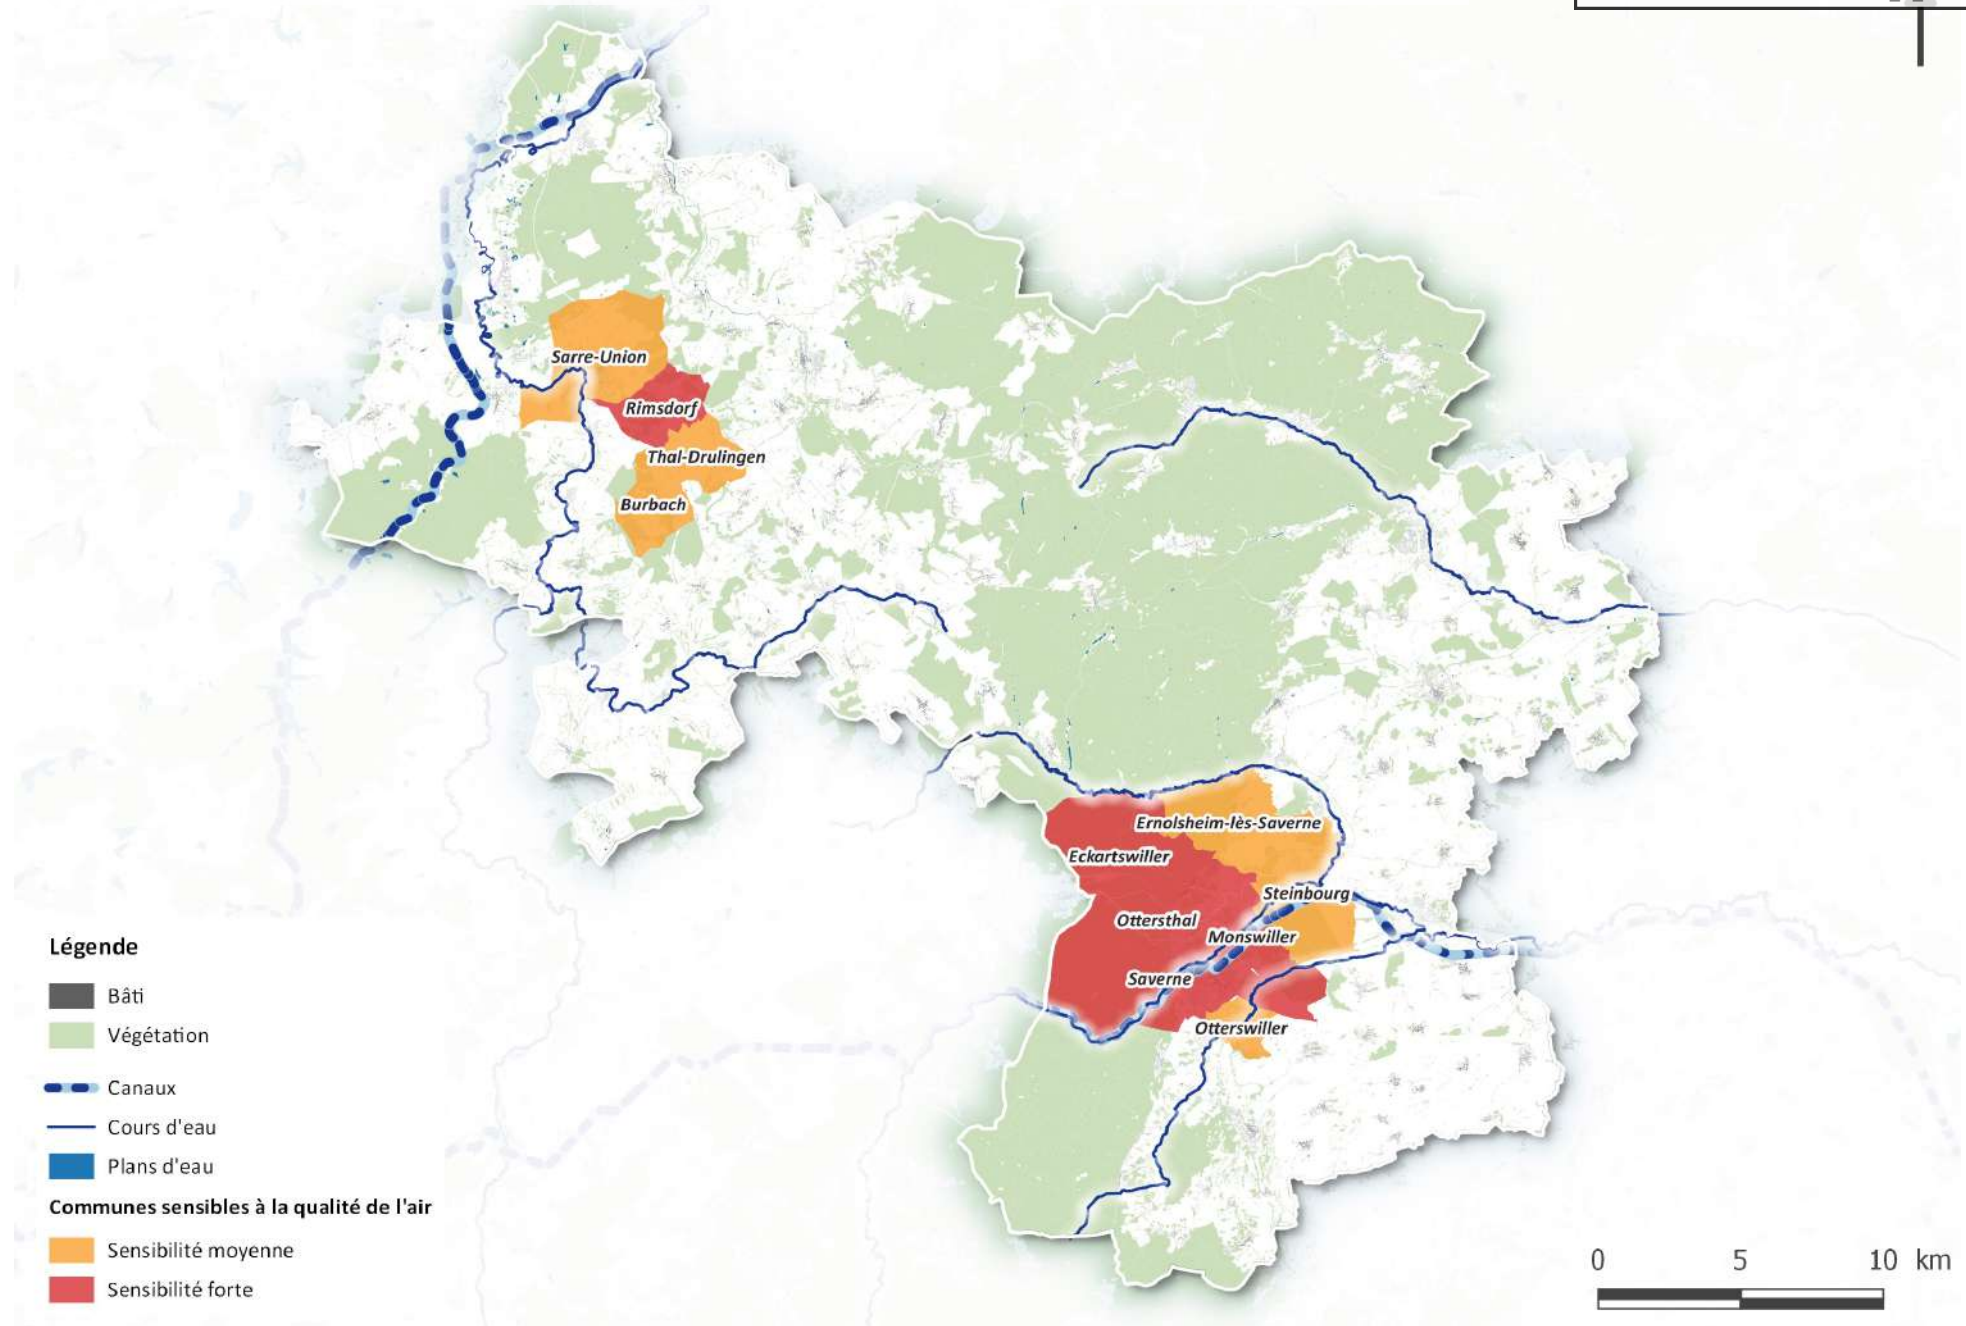 Sarre-Union
Rimsdorf
Thal-Drulingen
Burbach
Ernolsheim-lès-Saverne
Eckartswiller
Steinbourg
Ottersthal
Monswiller
Saverne
Otterswiller
Légende
Bâti
Végétation
Canaux
Cours d'eau
Plans d'eau
Communes sensibles à la qualité de l'air
Sensibilité moyenne
Sensibilité forte
0 5 10 km